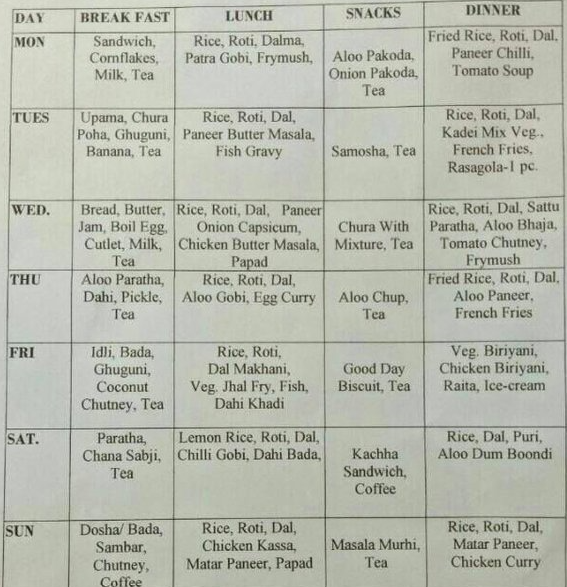 DAY BREAK FAST LUNCH SNACKS DINNER
MON
Sandwich,
Cornflakes,
Milk, Tea
Rice, Roti, Dalma,
Patra Gobi, Frymush,
Aloo Pakoda,
Onion Pakoda,
Tea
Fried Rice, Roti, Dal,
Paneer Chilli,
Tomato Soup
TUES
Upama, Chura
Poha, Ghuguni,
Banana, Tea
Rice, Roti, Dal,
Paneer Butter Masala,
Fish Gravy
Samosha, Tea
Rice, Roti, Dal,
Kadei Mix Veg.,
French Fries,
Rasagola-1 pc.
WED.
Bread, Butter,
Jam, Boil Egg,
Cutlet, Milk,
Tea
Rice, Roti, Dal, Paneer
Onion Capsicum,
Chicken Butter Masala,
Papad
Chura With
Mixture, Tea
Rice, Roti, Dal, Sattu
Paratha, Aloo Bhaja,
Tomato Chutney,
Frymush
THU
Aloo Paratha,
Dahi, Pickle,
Tea
Rice, Roti, Dal,
Aloo Gobi, Egg Curry
Aloo Chup,
Tea
Fried Rice, Roti, Dal,
Aloo Paneer,
French Fries
FRI
Idli, Bada,
Ghuguni,
Coconut
Chutney, Tea
Rice, Roti,
Dal Makhani,
Veg. Jhal Fry, Fish,
Dahi Khadi
Good Day
Biscuit, Tea
Veg. Biriyani,
Chicken Biriyani,
Raita, Ice-cream
SAT.
Paratha,
Chana Sabji,
Tea
Lemon Rice, Roti, Dal,
Chilli Gobi, Dahi Bada,
Kachha
Sandwich,
Coffee
Rice, Dal, Puri,
Aloo Dum Boondi
SUN
Dosha/ Bada,
Sambar,
Chutney,
Coffee
Rice, Roti, Dal,
Chicken Kassa,
Matar Paneer, Papad
Masala Murhi,
Tea
Rice, Roti, Dal,
Matar Paneer,
Chicken Curry